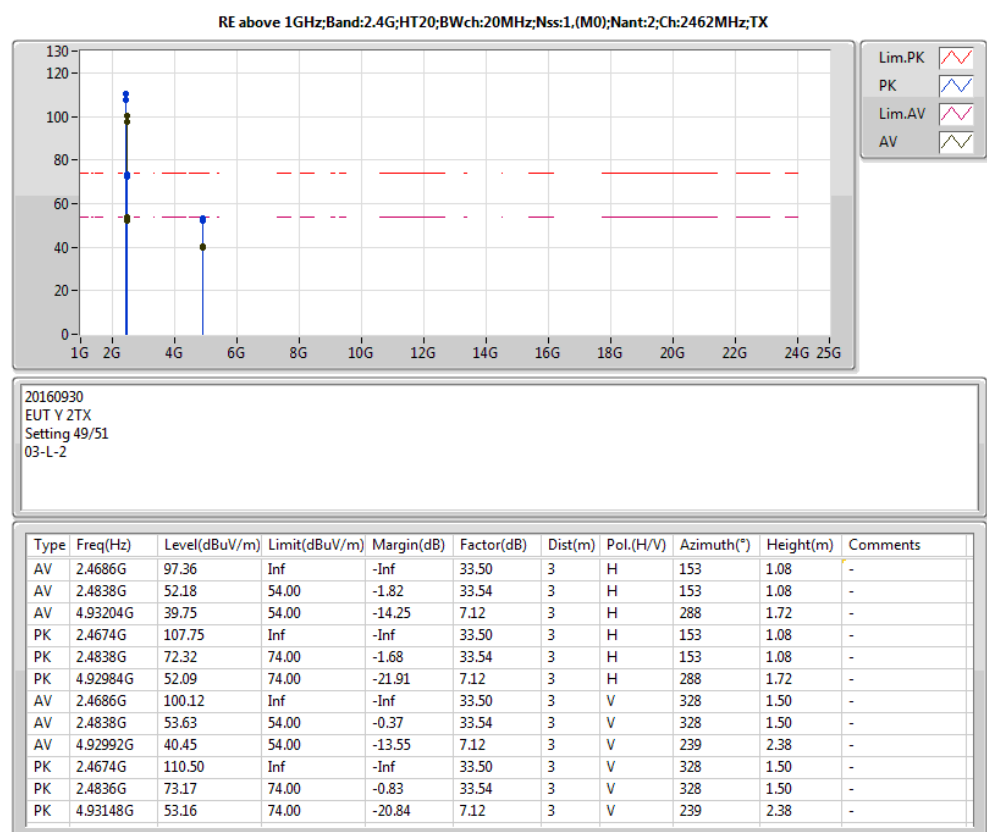 RE above 1GHz;Band:2.4G;HT20;BWch:20MHz;Nss:1,(M0);Nant:2;Ch:2462MHz;TX
130
120
100
80
60
40
20
0
1G 2G 4G 6G 8G 10G 12G 14G 16G 18G 20G 22G 24G 25G
Lim.PK
PK
Lim.AV
AV
20160930
EUT Y 2TX
Setting 49/51
03-L-2
Type Freq(Hz) Level(dBuV/m) Limit(dBuV/m) Margin(dB) Factor(dB) Dist(m) Pol.(H/V) Azimuth(°) Height(m) Comments
AV 2.4686G 97.36 Inf -Inf 33.50 3 H 153 1.08 -
AV 2.4838G 52.18 54.00 -1.82 33.54 3 H 153 1.08 -
AV 4.93204G 39.75 54.00 -14.25 7.12 3 H 288 1.72 -
PK 2.4674G 107.75 Inf -Inf 33.50 3 H 153 1.08 -
PK 2.4838G 72.32 74.00 -1.68 33.54 3 H 153 1.08 -
PK 4.92984G 52.09 74.00 -21.91 7.12 3 H 288 1.72 -
AV 2.4686G 100.12 Inf -Inf 33.50 3 V 328 1.50 -
AV 2.4838G 53.63 54.00 -0.37 33.54 3 V 328 1.50 -
AV 4.92992G 40.45 54.00 -13.55 7.12 3 V 239 2.38 -
PK 2.4674G 110.50 Inf -Inf 33.50 3 V 328 1.50 -
PK 2.4836G 73.17 74.00 -0.83 33.54 3 V 328 1.50 -
PK 4.93148G 53.16 74.00 -20.84 7.12 3 V 239 2.38 -